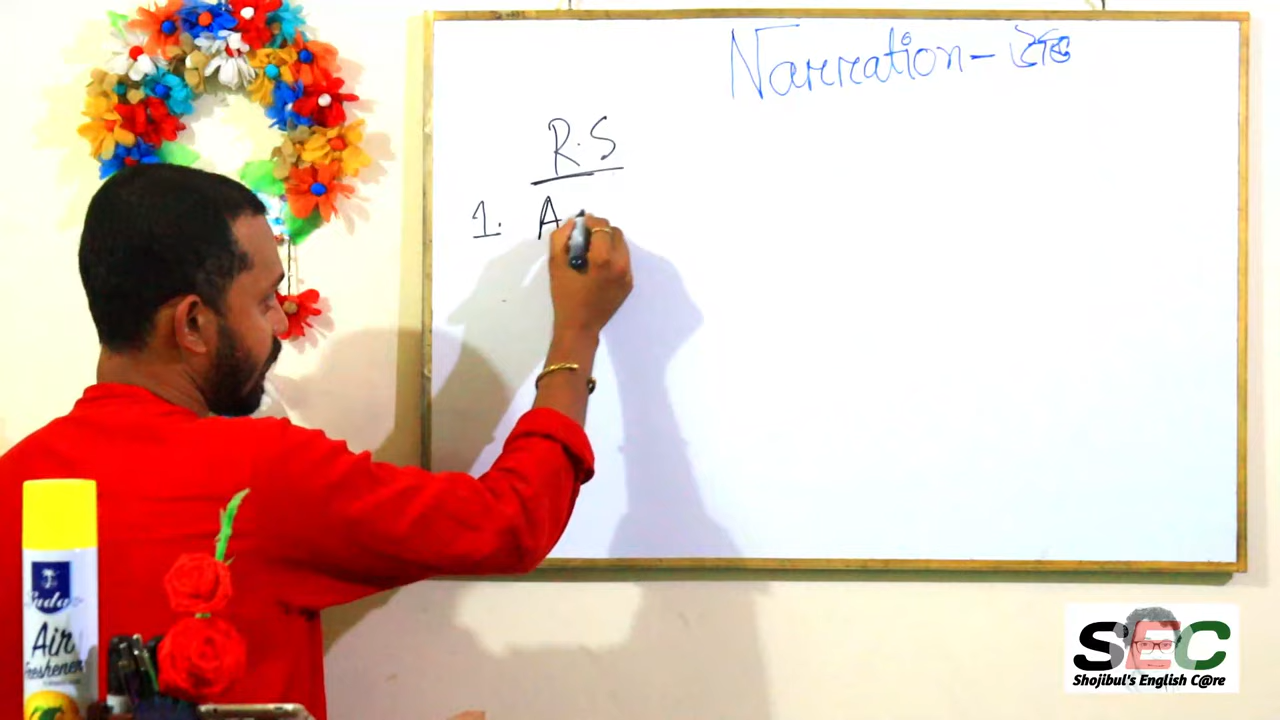 Narration -
R.S
1. A
Air
freshener
SEC
Shojibul's English C@re